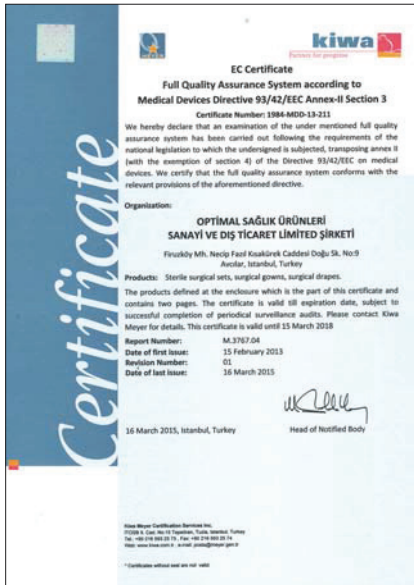 Certificate
MEYER
kiwa
Partner for progress
EC Certificate
Full Quality Assurance System according to
Medical Devices Directive 93/42/EEC Annex-II Section 3
Certificate Number: 1984-MDD-13-211
We hereby declare that an examination of the under mentioned full quality
assurance system has been carried out following the requirements of the
national legislation to which the undersigned is subjected, transposing annex II
(with the exemption of section 4) of the Directive 93/42/EEC on medical
devices. We certify that the full quality assurance system conforms with the
relevant provisions of the aforementioned directive.
Organization:
OPTIMAL SAĞLIK ÜRÜNLERİ
SANAYİ VE DIŞ TİCARET LİMİTED ŞİRKETİ
Firuzköy Mh. Necip Fazıl Kısakürek Caddesi Doğu Sk. No:9
Avcılar, Istanbul, Turkey
Products: Sterile surgical sets, surgical gowns, surgical drapes.
The products defined at the enclosure which is the part of this certificate and
contains two pages. The certificate is valid till expiration date, subject to
successful completion of periodical surveillance audits. Please contact Kiwa
Meyer for details. This certificate is valid until 15 March 2018
Report Number: M.3767.04
Date of first issue: 15 February 2013
Revision Number: 01
Date of last issue: 16 March 2015
16 March 2015, Istanbul, Turkey
Head of Notified Body
Kiwa Meyer Certification Services Inc.
* Certificates without seal are not valid